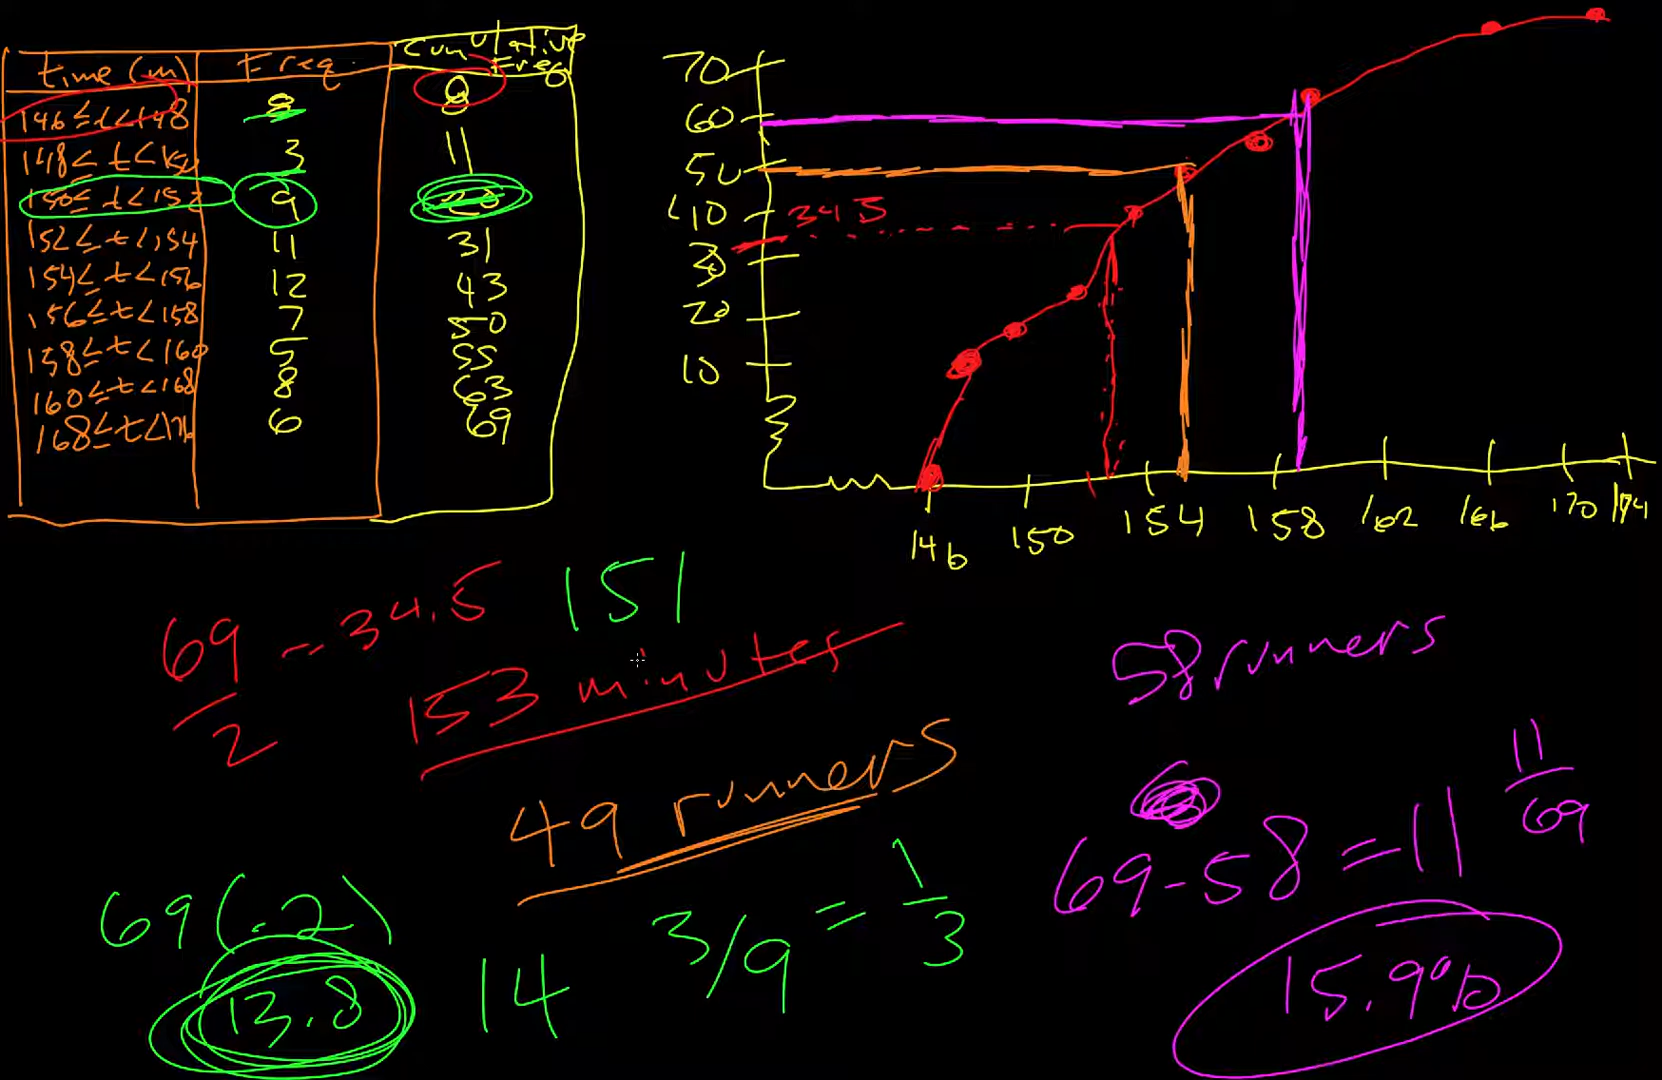 time (m) Freq Cumulative Freq
146 ≤ t < 148 8 8
148 ≤ t < 150 3 11
150 ≤ t < 152 9 20
152 ≤ t < 154 11 31
154 ≤ t < 156 12 43
156 ≤ t < 158 7 50
158 ≤ t < 160 5 55
160 ≤ t < 168 8 63
168 ≤ t < 176 6 69
70
60
50
40
34.5
30
20
10
146 150 154 158 162 166 170 174
69/2 - 34.5
151
153 minutes
58 runners
49 runners
69 - 58 = 11
11/69
15.9%
69(.2)
13.8
14
3/9 = 1/3